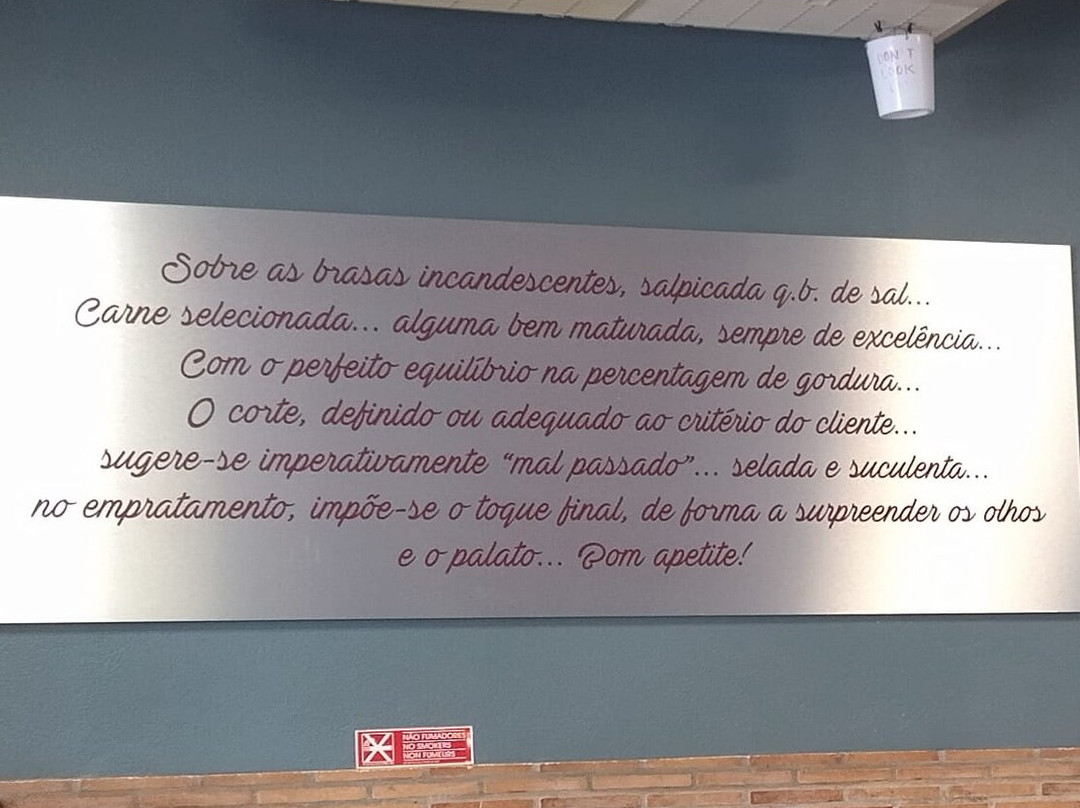 DON'T
LOOK
Sobre as brasas incandescentes, salpicada q.b. de sal...
Carne selecionada... alguma bem maturada, sempre de excelência...
Com o perfeito equilíbrio na percentagem de gordura...
O corte, definido ou adequado ao critério do cliente...
sugere-se imperativamente “mal passado”... selada e suculenta...
no empratamento, impõe-se o toque final, de forma a surpreender os olhos
e o palato... Bom apetite!
NÃO FUMADORES
NO SMOKERS
NON FUMEURS